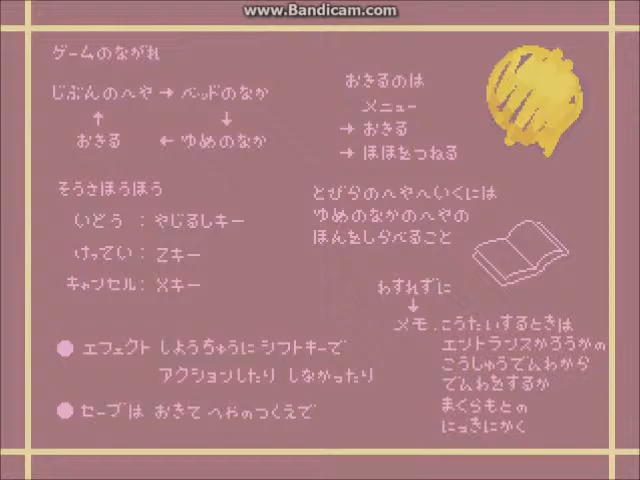 www.Bandicam.com
ゲームのながれ
じぶんのへや → ベッドのなか
↑ ↓
おきる ← ゆめのなか
おきるのは
メニュー
→ おきる
→ ほほをつねる
そうさほうほう
いどう : やじるしキー
けってい : Zキー
キャンセル : Xキー
とびらのへやへいくには
ゆめのなかのへやの
ほんをしらべること
わすれずに
↓
メモ.こうたいするときは
エントランスかろうかの
こうしゅうでんわから
でんわをするか
まくらもとの
にっきにかく
● エフェクト しようちゅうに シフトキーで
アクションしたり しなかったり
● セーブは おきて へやのつくえで